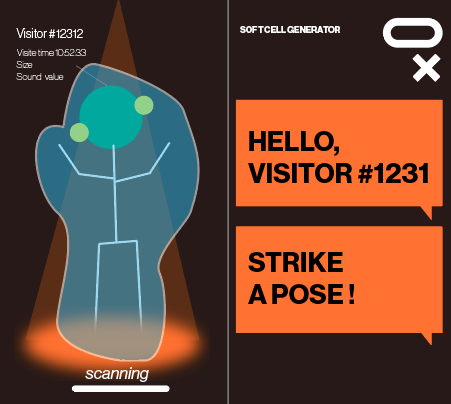 Visitor #12312
Visite time 10:52:33
Size
Sound value
scanning
SOFTCELL GENERATOR
HELLO,
VISITOR #1231
STRIKE
A POSE !